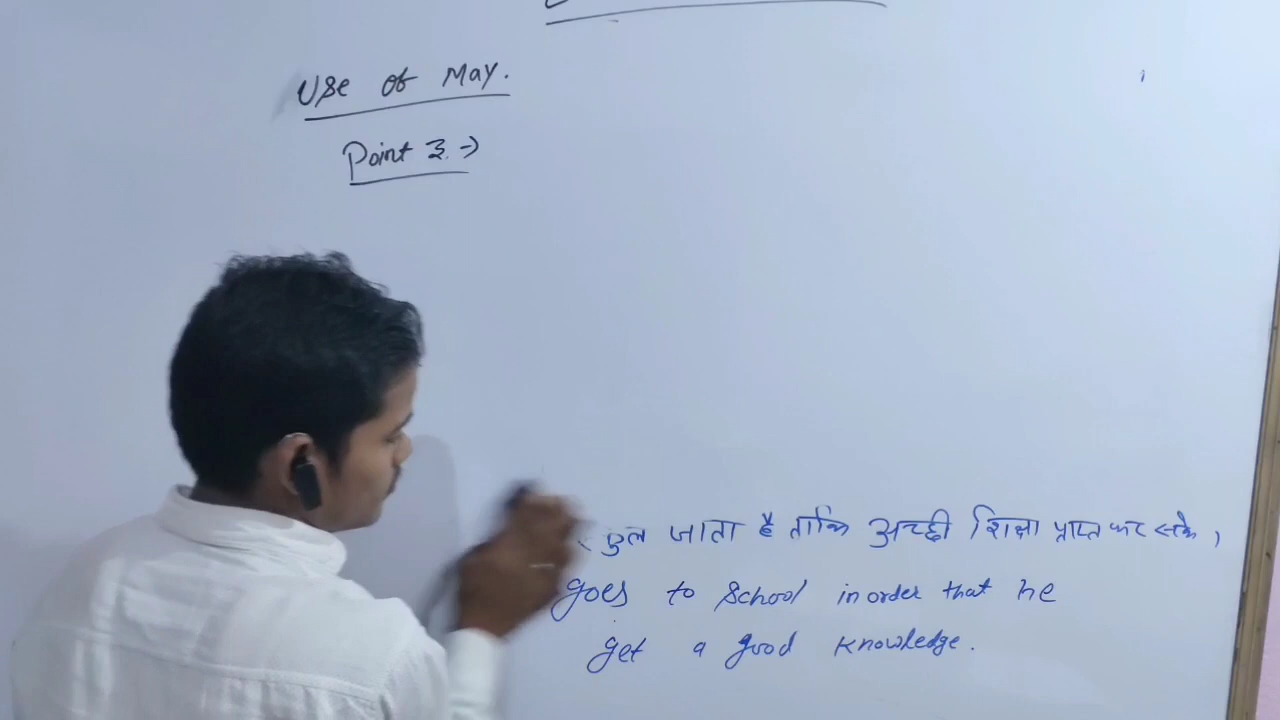 Use of May.
Point 3. →
जाता है ताकि अच्छी शिक्षा प्राप्त कर सके,
goes to School in order that he
get a good knowledge.